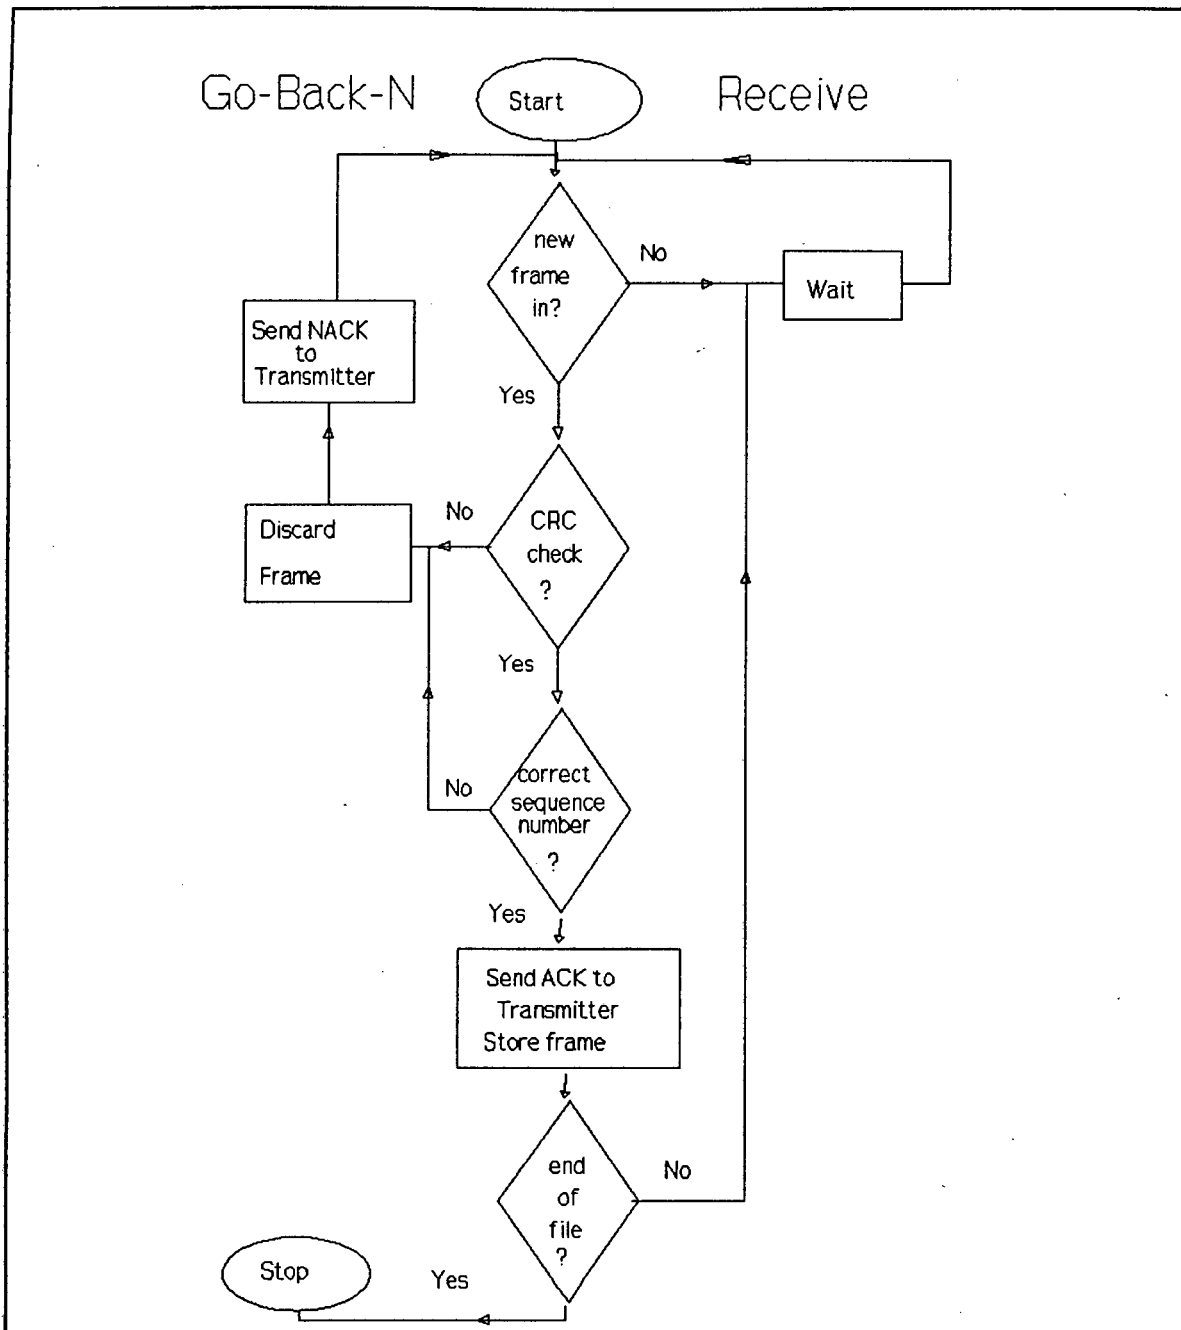 Go-Back-N
Start
Receive
new
frame
in?
No
Wait
Send NACK
to
Transmitter
Yes
No
CRC
check
?
Discard
Frame
Yes
correct
sequence
number
?
No
Yes
Send ACK to
Transmitter
Store frame
end
of
file
?
No
Yes
Stop